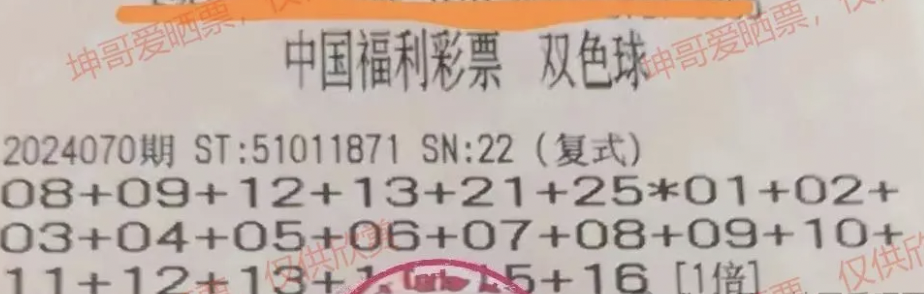 坤哥爱晒票,仅
坤哥爱晒票,仅
中国福利彩票 双色球
2024070期 ST:51011871 SN:22 (复式)
08+09+12+13+21+25*01+02+
03+04+05+06+07+08+09+10+
11+12+13+1 5+16 [1倍]
仅供欣
仅供欣赏
仅供欣